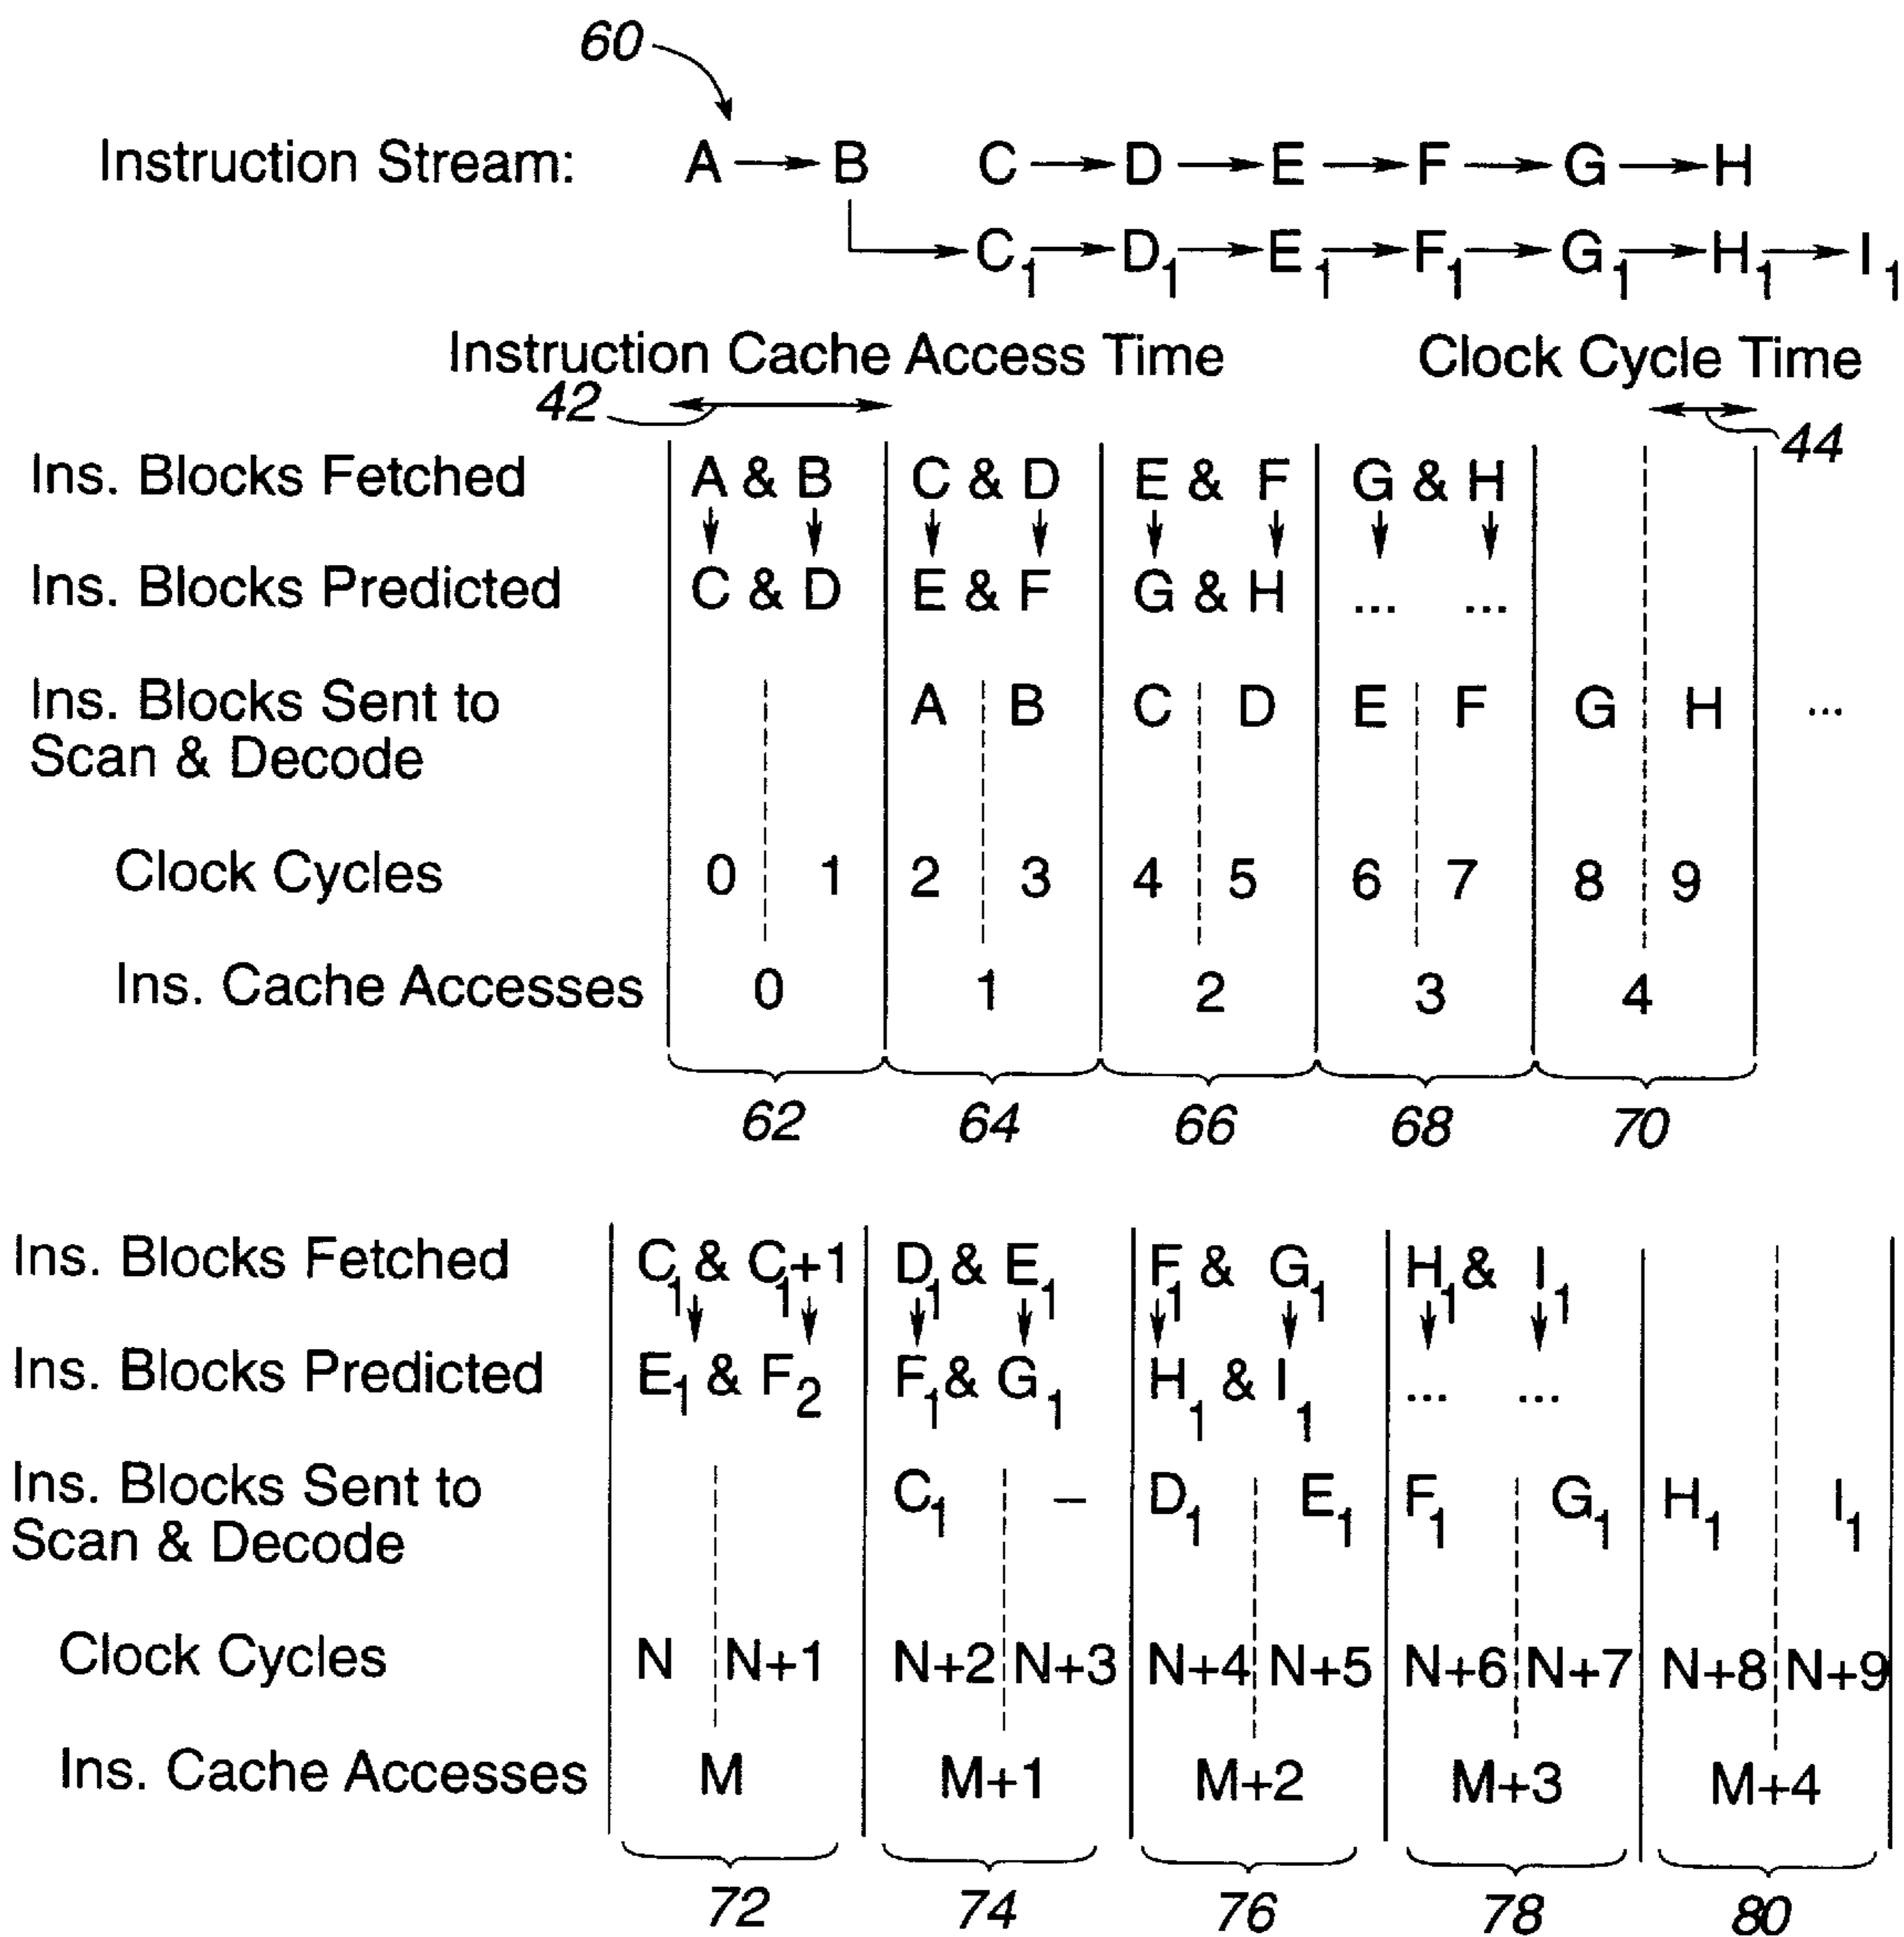 60
Instruction Stream: A → B C → D → E → F → G → H
C₁ → D₁ → E₁ → F₁ → G₁ → H₁ → I₁
Instruction Cache Access Time Clock Cycle Time
42 44
Ins. Blocks Fetched A & B C & D E & F G & H
Ins. Blocks Predicted C & D E & F G & H ... ...
Ins. Blocks Sent to A B C D E F G H ...
Scan & Decode
Clock Cycles 0 1 2 3 4 5 6 7 8 9
Ins. Cache Accesses 0 1 2 3 4
62 64 66 68 70
Ins. Blocks Fetched C₁ & C₁+1 D₁ & E₁ F₁ & G₁ H₁ & I₁
Ins. Blocks Predicted E₁ & F₂ F₁ & G₁ H₁ & I₁ ... ...
Ins. Blocks Sent to C₁ – D₁ E₁ F₁ G₁ H₁ I₁
Scan & Decode
Clock Cycles N N+1 N+2 N+3 N+4 N+5 N+6 N+7 N+8 N+9
Ins. Cache Accesses M M+1 M+2 M+3 M+4
72 74 76 78 80